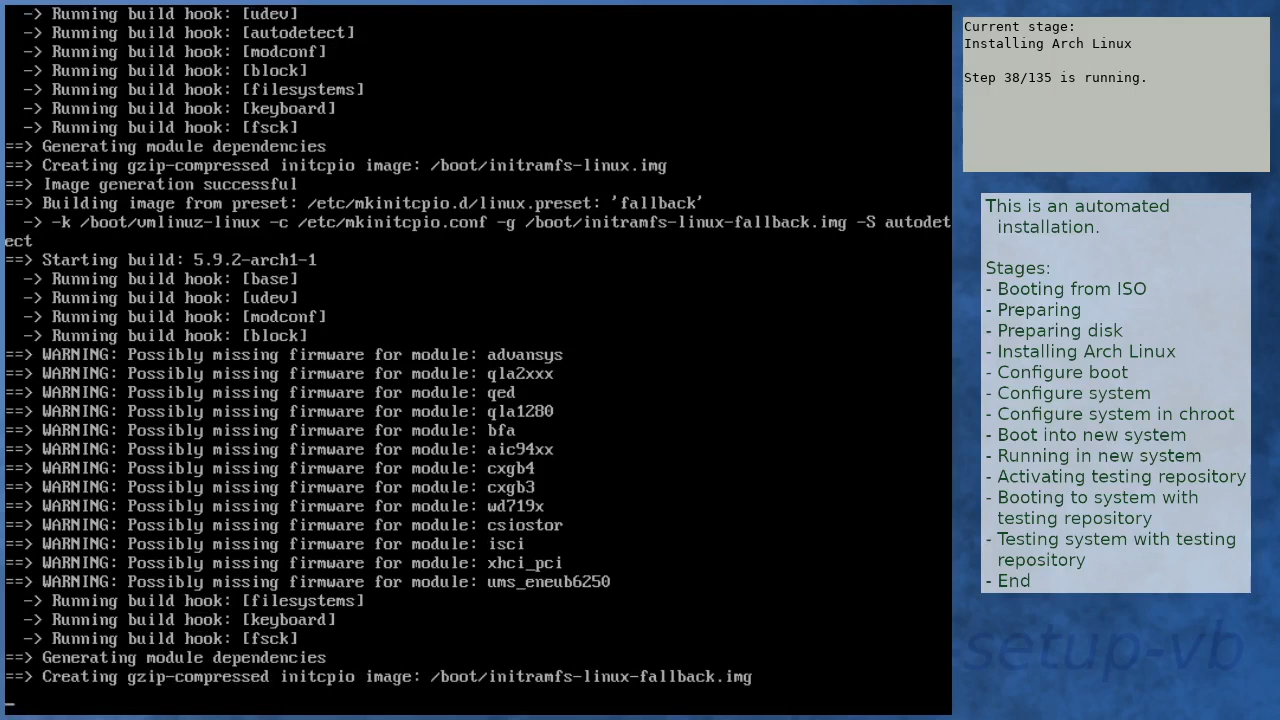 -> Running build hook: [udev]
  -> Running build hook: [autodetect]
  -> Running build hook: [modconf]
  -> Running build hook: [block]
  -> Running build hook: [filesystems]
  -> Running build hook: [keyboard]
  -> Running build hook: [fsck]
==> Generating module dependencies
==> Creating gzip-compressed initcpio image: /boot/initramfs-linux.img
==> Image generation successful
==> Building image from preset: /etc/mkinitcpio.d/linux.preset: 'fallback'
  -> -k /boot/vmlinuz-linux -c /etc/mkinitcpio.conf -g /boot/initramfs-linux-fallback.img -S autodet
ect
==> Starting build: 5.9.2-arch1-1
  -> Running build hook: [base]
  -> Running build hook: [udev]
  -> Running build hook: [modconf]
  -> Running build hook: [block]
==> WARNING: Possibly missing firmware for module: advansys
==> WARNING: Possibly missing firmware for module: qla2xxx
==> WARNING: Possibly missing firmware for module: qed
==> WARNING: Possibly missing firmware for module: qla1280
==> WARNING: Possibly missing firmware for module: bfa
==> WARNING: Possibly missing firmware for module: aic94xx
==> WARNING: Possibly missing firmware for module: cxgb4
==> WARNING: Possibly missing firmware for module: cxgb3
==> WARNING: Possibly missing firmware for module: wd719x
==> WARNING: Possibly missing firmware for module: csiostor
==> WARNING: Possibly missing firmware for module: isci
==> WARNING: Possibly missing firmware for module: xhci_pci
==> WARNING: Possibly missing firmware for module: ums_eneub6250
  -> Running build hook: [filesystems]
  -> Running build hook: [keyboard]
  -> Running build hook: [fsck]
==> Generating module dependencies
==> Creating gzip-compressed initcpio image: /boot/initramfs-linux-fallback.img
Current stage:
Installing Arch Linux
Step 38/135 is running.
This is an automated
installation.
Stages:
- Booting from ISO
- Preparing
- Preparing disk
- Installing Arch Linux
- Configure boot
- Configure system
- Configure system in chroot
- Boot into new system
- Running in new system
- Activating testing repository
- Booting to system with
testing repository
- Testing system with testing
repository
- End
setup-vb